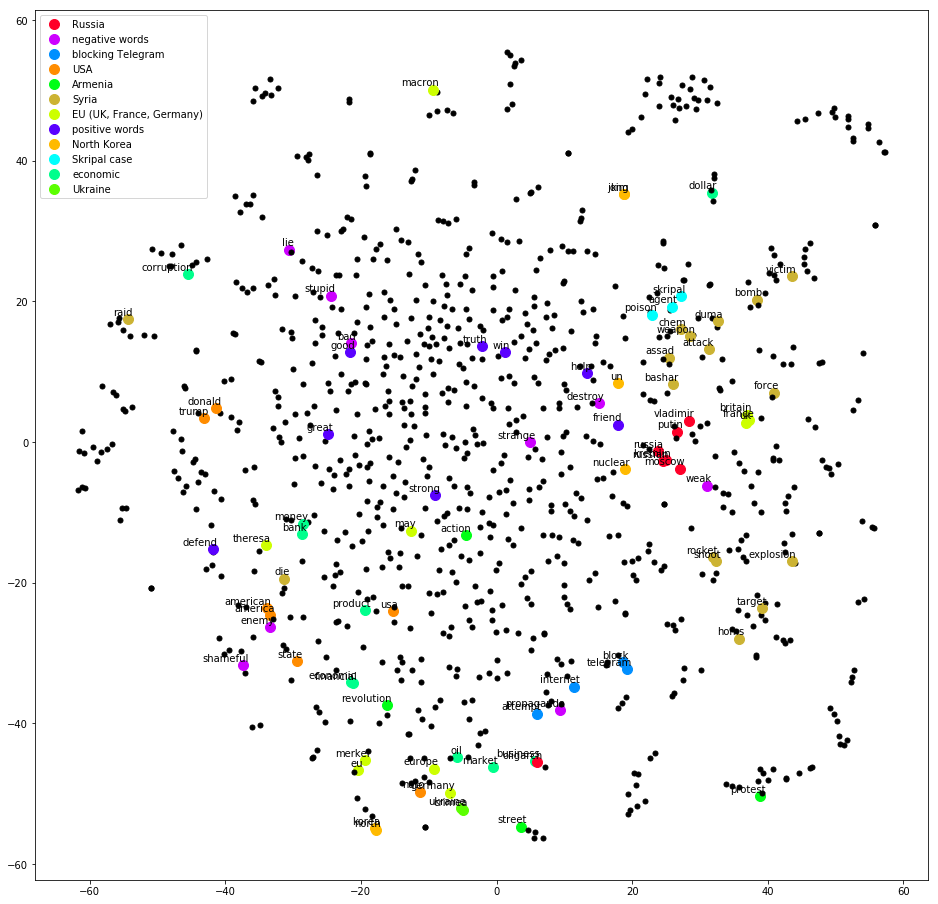 Russia
negative words
blocking Telegram
USA
Armenia
Syria
EU (UK, France, Germany)
positive words
North Korea
Skripal case
economic
Ukraine
60
40
20
0
−20
−40
−60
−60
−40
−20
0
20
40
60
macron
dollar
lie
corruption
victim
skripal
stupid
bomb
agent
raid
poison
duma
chem
weapon
bad
good
truth
win
attack
assad
help
un
bashar
force
donald
trump
destroy
britain
france
vladimir
putin
friend
great
strange
russia
moscow
nuclear
weak
strong
money
bank
may
action
theresa
defend
rocket
shoot
explosion
die
american
america
enemy
product
usa
target
homs
shameful
state
block
telegram
financial
internet
revolution
propaganda
attempt
oil
business
oligarch
merkel
europe
market
germany
ukraine
crimea
korea
north
street
protest